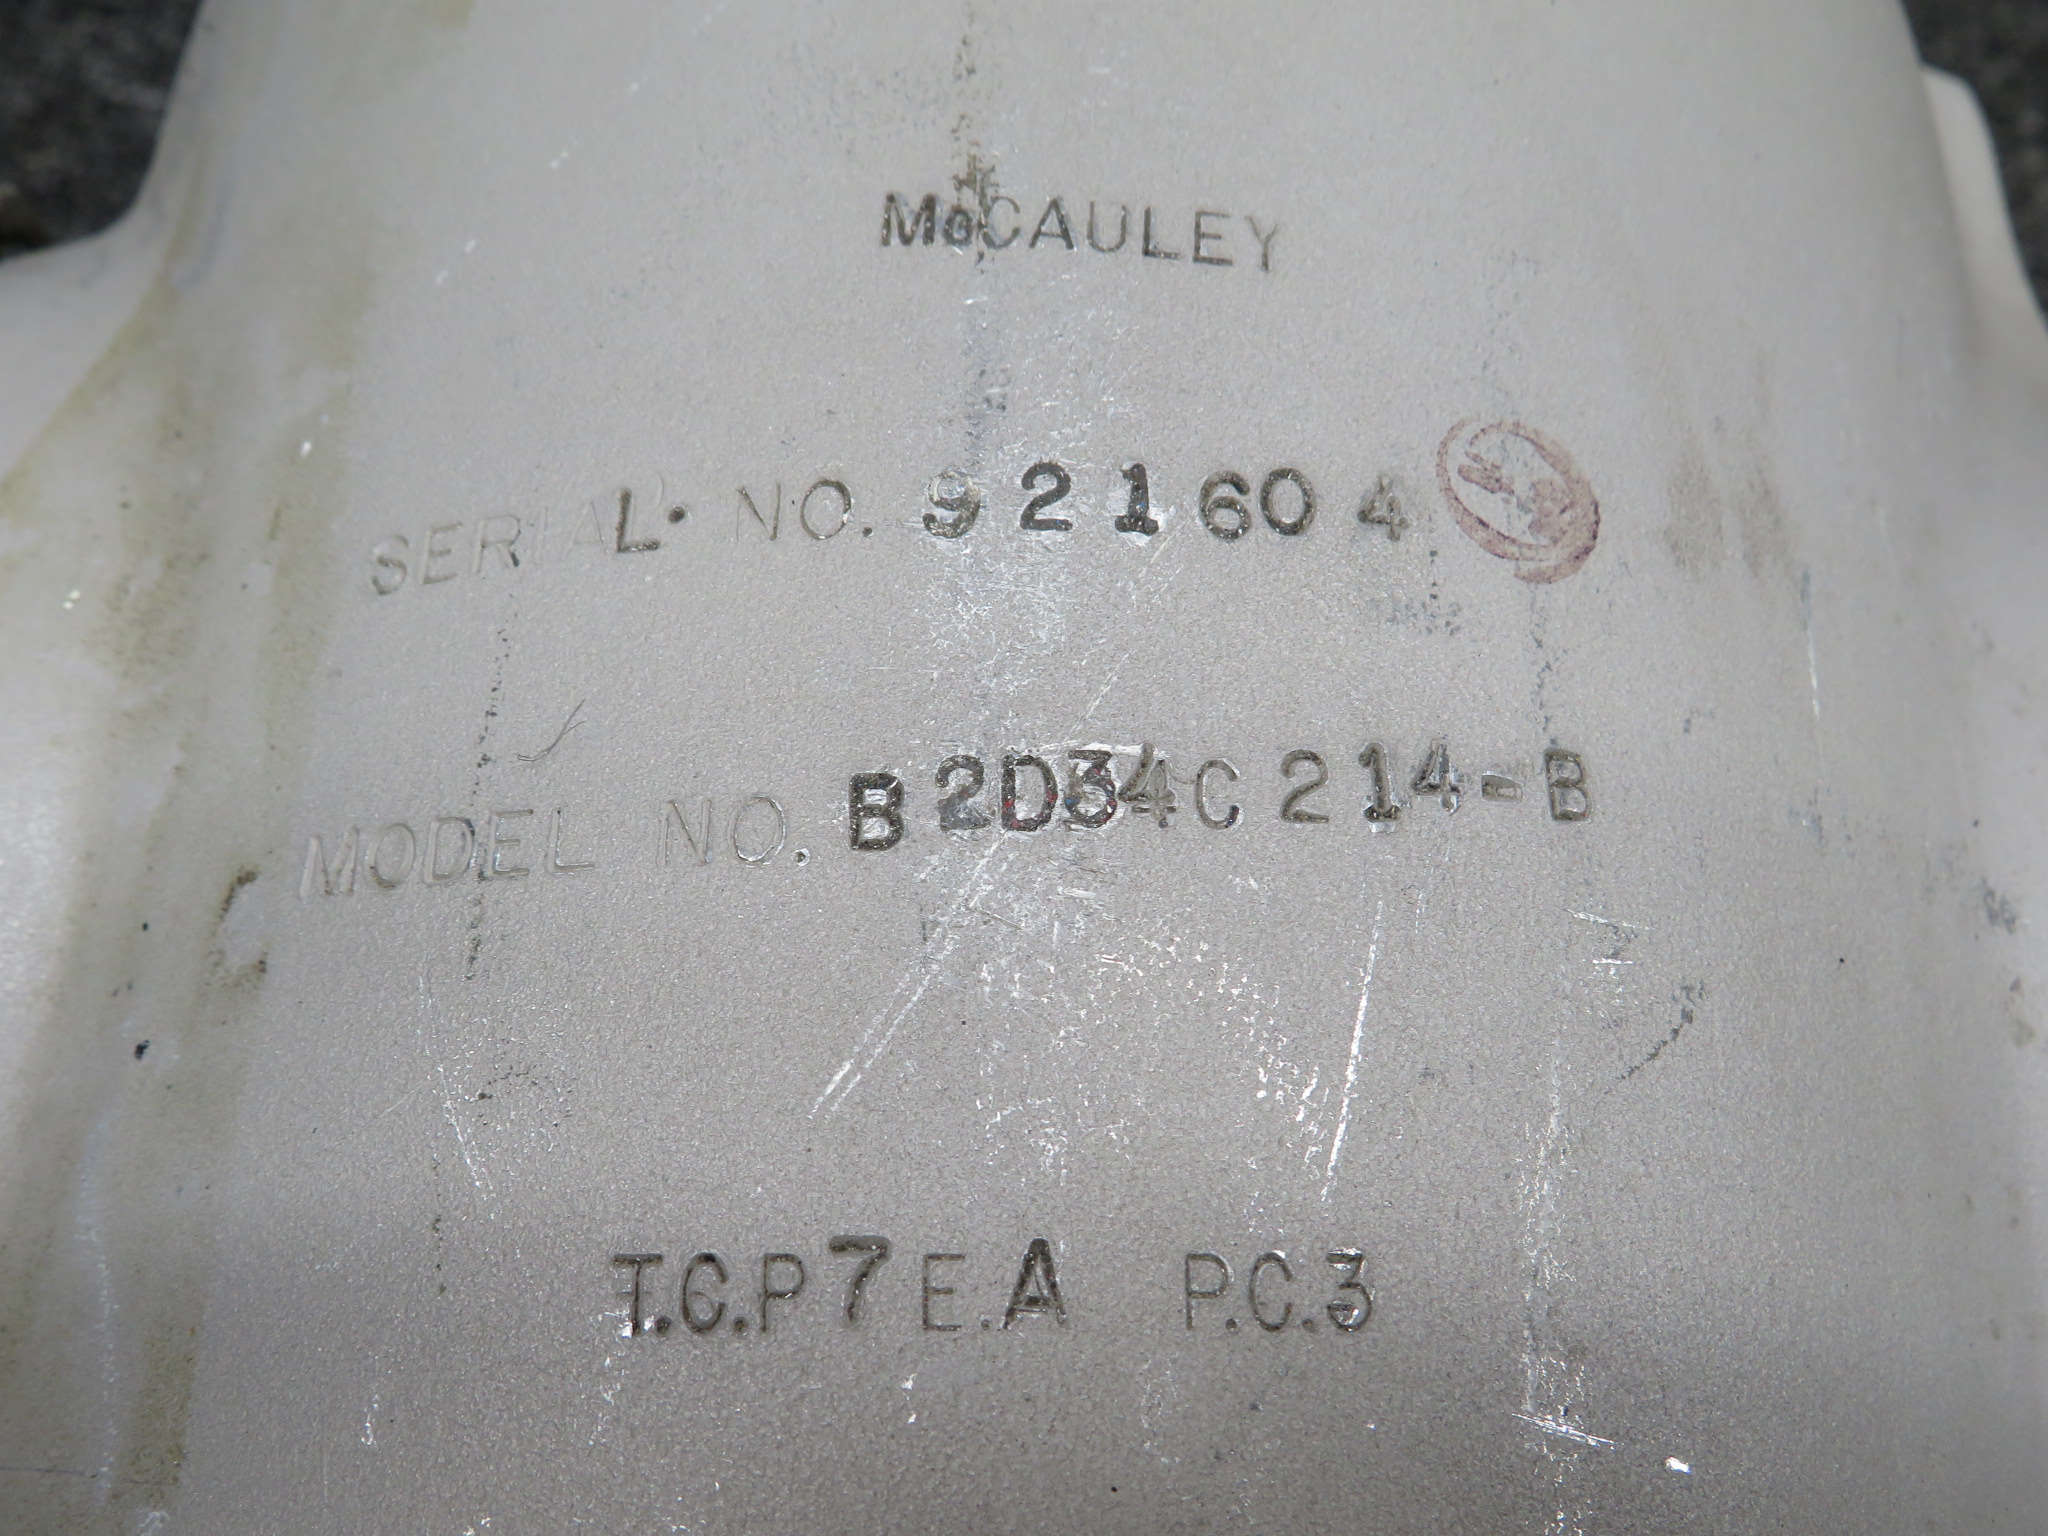 McCAULEY
SERIAL. NO. 921604
MODEL NO. B2D34C214-B
T.C.P7E.A P.C.3